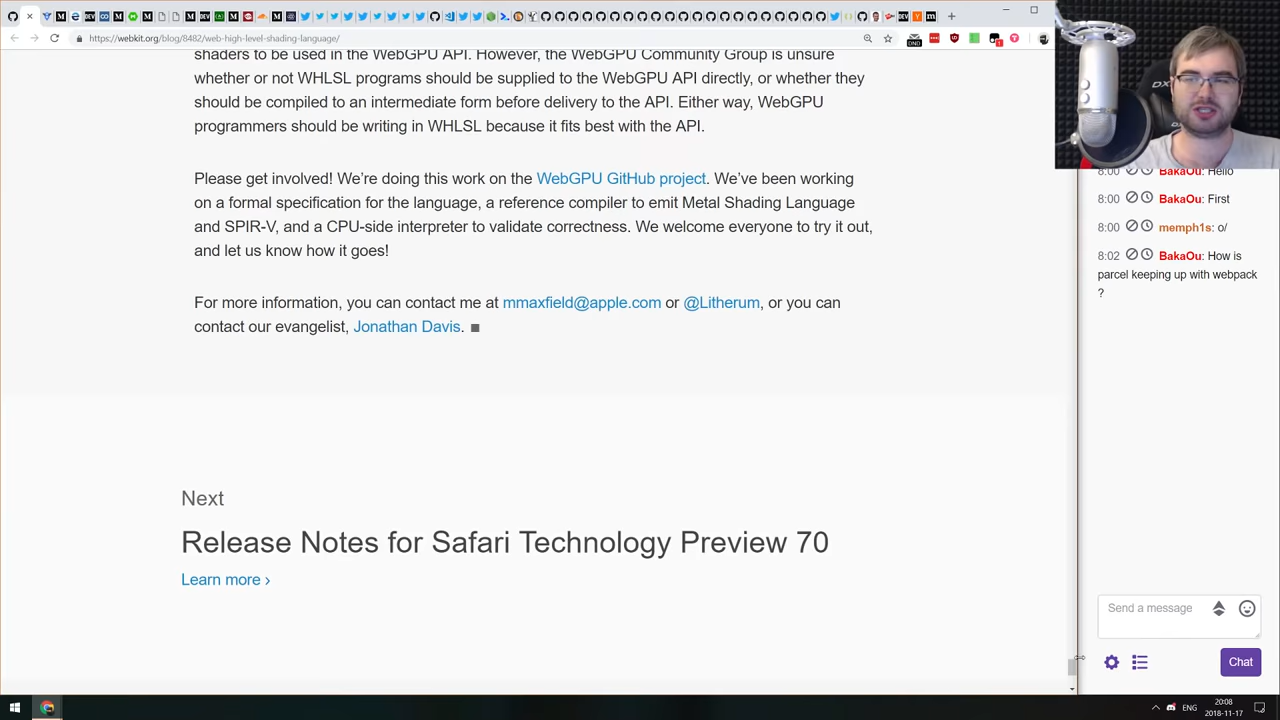 https://webkit.org/blog/8482/web-high-level-shading-language/
shaders to be used in the WebGPU API. However, the WebGPU Community Group is unsure
whether or not WHLSL programs should be supplied to the WebGPU API directly, or whether they
should be compiled to an intermediate form before delivery to the API. Either way, WebGPU
programmers should be writing in WHLSL because it fits best with the API.
Please get involved! We're doing this work on the WebGPU GitHub project. We've been working
on a formal specification for the language, a reference compiler to emit Metal Shading Language
and SPIR-V, and a CPU-side interpreter to validate correctness. We welcome everyone to try it out,
and let us know how it goes!
For more information, you can contact me at mmaxfield@apple.com or @Litherum, or you can
contact our evangelist, Jonathan Davis.
Next
Release Notes for Safari Technology Preview 70
Learn more ›
8:00 BakaOu: Hello
8:00 BakaOu: First
8:00 memph1s: o/
8:02 BakaOu: How is
parcel keeping up with webpack
?
Send a message
Chat
ENG
20:08
2018-11-17